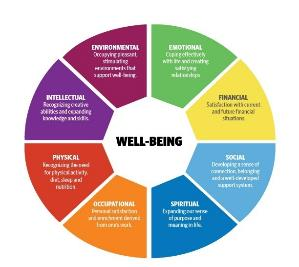 ENVIRONMENTAL
Occupying pleasant,
stimulating
environments that
support well-being.
EMOTIONAL
Coping effectively
with life and creating
satisfying
relationships
FINANCIAL
Satisfaction with current
and future financial
situations
SOCIAL
Developing a sense of
connection, belonging
and a well-developed
support system.
SPIRITUAL
Expanding our sense of
purpose and
meaning in life.
OCCUPATIONAL
Personal satisfaction
and enrichment derived
from one's work.
PHYSICAL
Recognizing the need
for physical activity,
diet, sleep and
nutrition.
INTELLECTUAL
Recognizing creative
abilities and expanding
knowledge and skills.
WELL-BEING